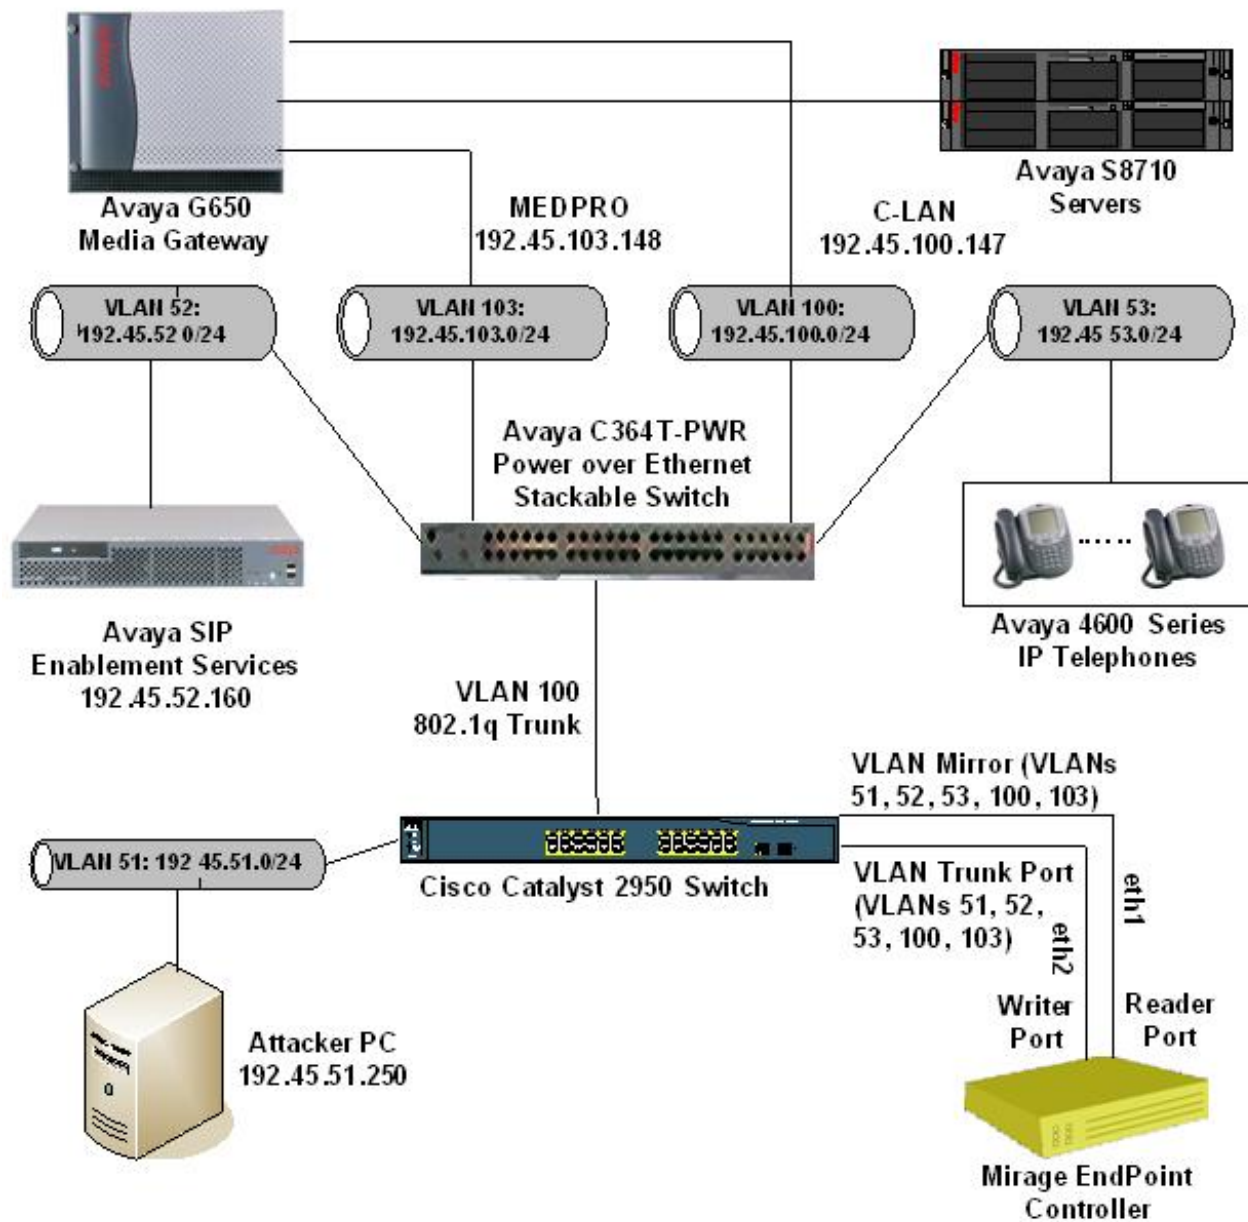 Avaya G650
Media Gateway
MEDPRO
192.45.103.148
C-LAN
192.45.100.147
Avaya S8710
Servers
VLAN 52:
192.45.52 0/24
VLAN 103:
192.45.103.0/24
VLAN 100:
192.45.100.0/24
VLAN 53:
192.45 53.0/24
Avaya C364T-PWR
Power over Ethernet
Stackable Switch
Avaya SIP
Enablement Services
192.45.52.160
Avaya 4600 Series
IP Telephones
VLAN 100
802.1q Trunk
VLAN Mirror (VLANs
51, 52, 53, 100, 103)
VLAN 51: 192 45.51.0/24
Cisco Catalyst 2950 Switch
VLAN Trunk Port
(VLANs 51, 52,
53, 100, 103)
eth1
eth2
Writer
Port
Reader
Port
Attacker PC
192.45.51.250
Mirage EndPoint
Controller